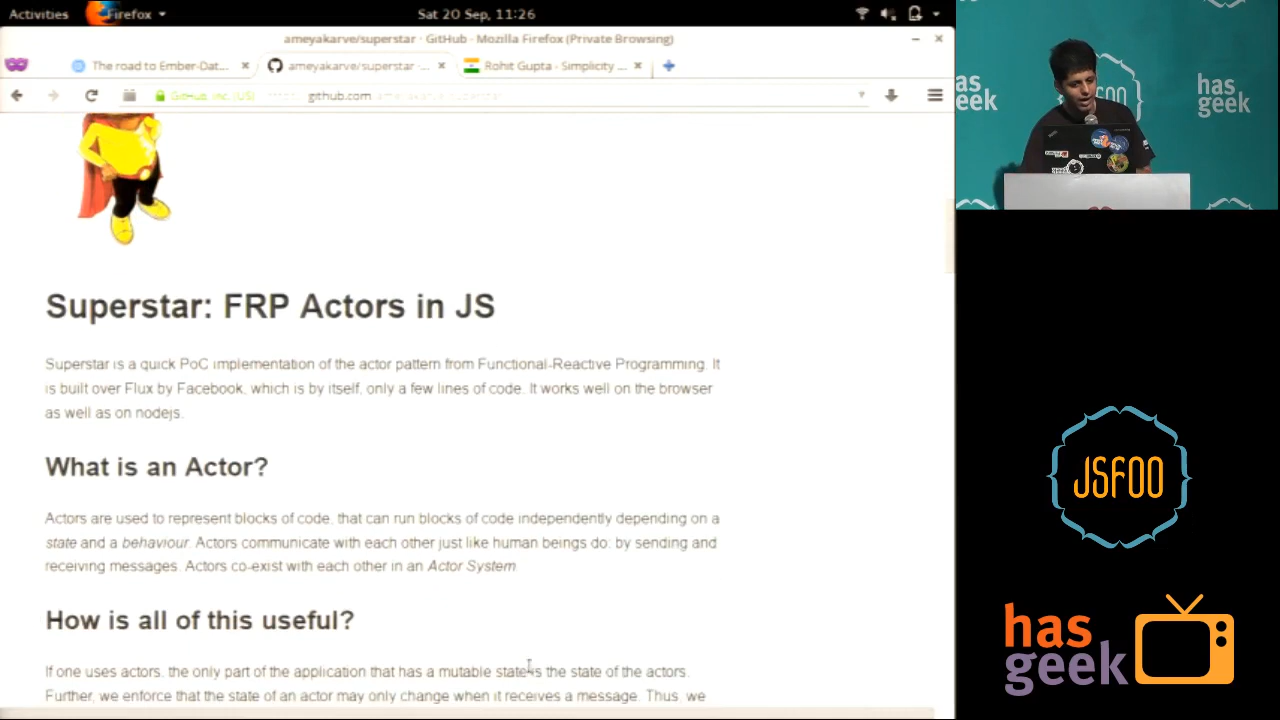 Activities
Firefox
Sat 20 Sep, 11:26
ameyakarve/superstar · GitHub - Mozilla Firefox (Private Browsing)
The road to Ember-Dat...
ameyakarve/superstar ·...
Rohit Gupta - Simplicity ...
GitHub, Inc. (US)
github.com
Superstar: FRP Actors in JS
Superstar is a quick PoC implementation of the actor pattern from Functional-Reactive Programming. It
is built over Flux by Facebook, which is by itself, only a few lines of code. It works well on the browser
as well as on nodejs.
What is an Actor?
Actors are used to represent blocks of code, that can run blocks of code independently depending on a
state and a behaviour. Actors communicate with each other just like human beings do: by sending and
receiving messages. Actors co-exist with each other in an Actor System
How is all of this useful?
If one uses actors, the only part of the application that has a mutable state is the state of the actors.
Further, we enforce that the state of an actor may only change when it receives a message. Thus, we
as
geek
FOO
has
geek
JSFOO
has
geek